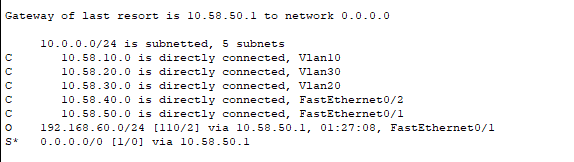 Gateway of last resort is 10.58.50.1 to network 0.0.0.0
10.0.0.0/24 is subnetted, 5 subnets
C 10.58.10.0 is directly connected, Vlan10
C 10.58.20.0 is directly connected, Vlan30
C 10.58.30.0 is directly connected, Vlan20
C 10.58.40.0 is directly connected, FastEthernet0/2
C 10.58.50.0 is directly connected, FastEthernet0/1
O 192.168.60.0/24 [110/2] via 10.58.50.1, 01:27:08, FastEthernet0/1
S* 0.0.0.0/0 [1/0] via 10.58.50.1